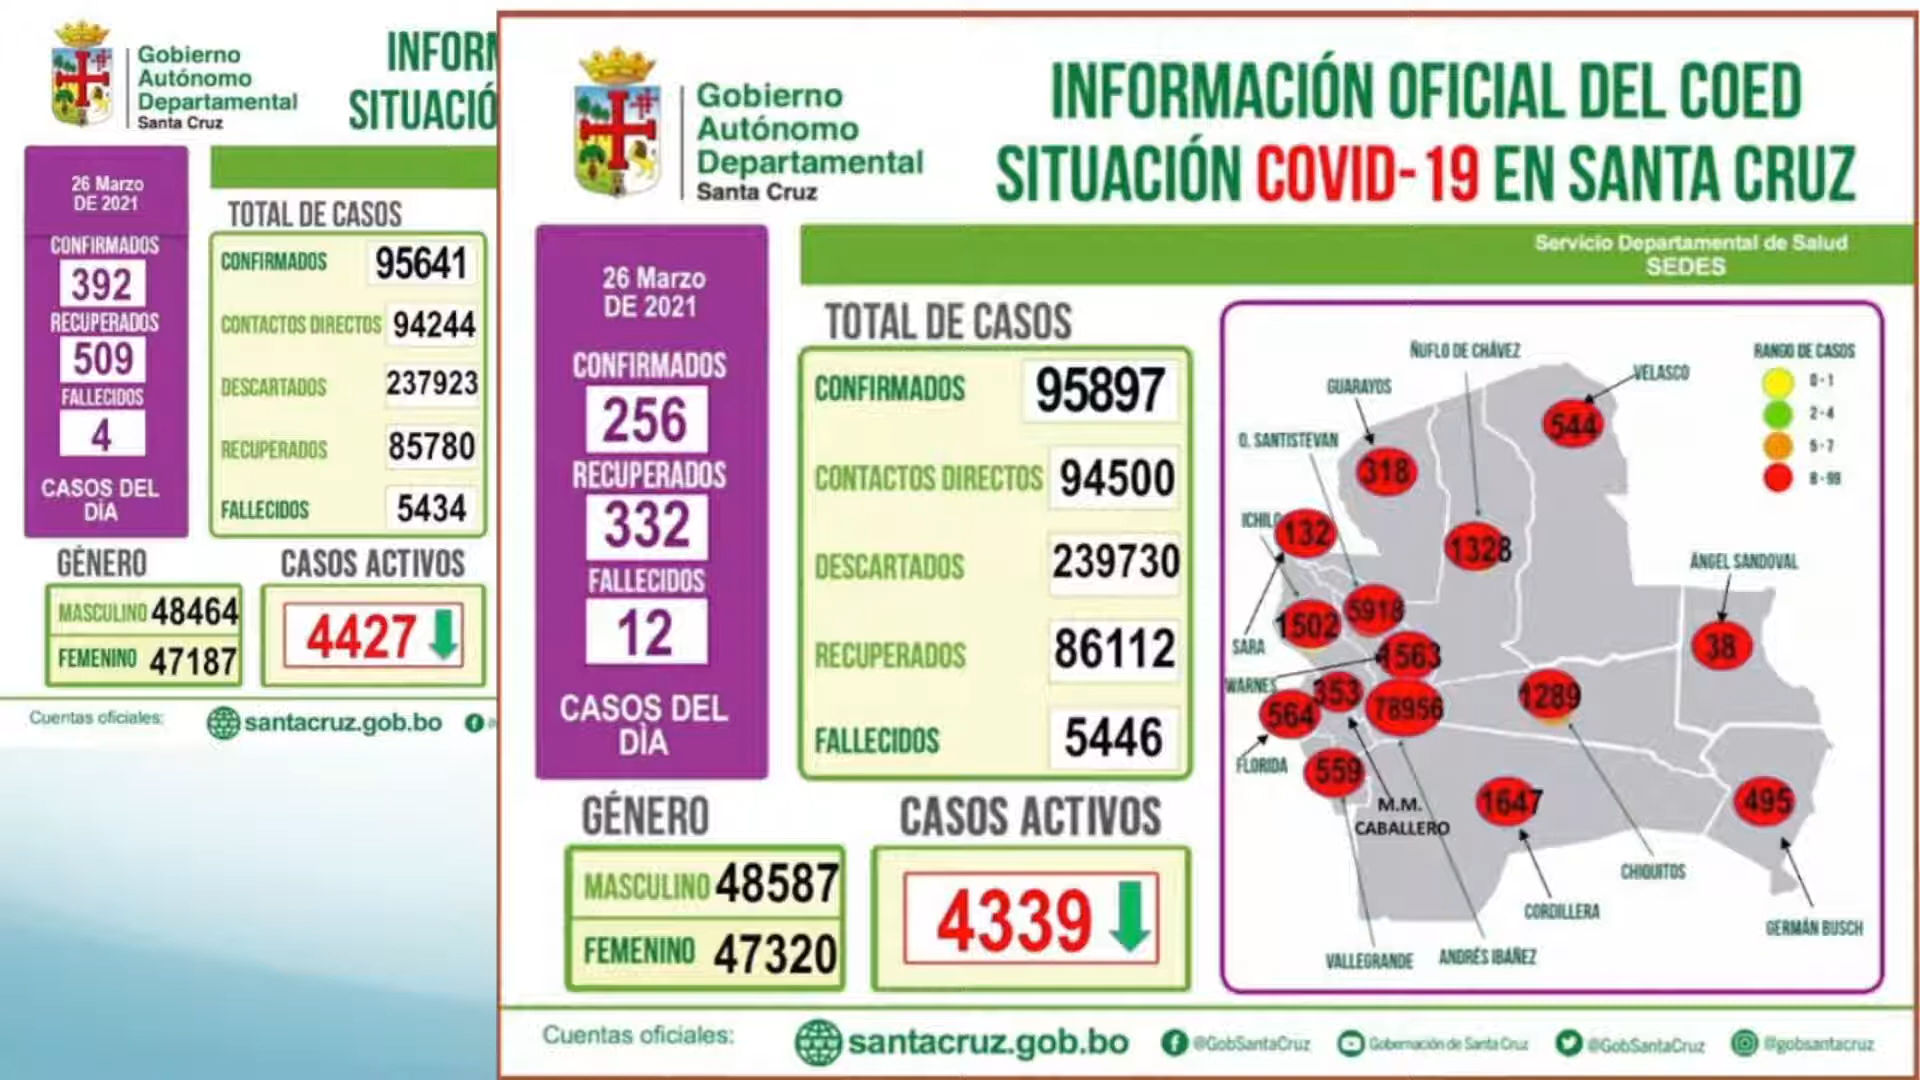 Gobierno
Autónomo
Departamental
Santa Cruz
INFORM
SITUACIÓ
26 Marzo
DE 2021
CONFIRMADOS
392
RECUPERADOS
509
FALLECIDOS
4
CASOS DEL
DÌA
TOTAL DE CASOS
CONFIRMADOS 95641
CONTACTOS DIRECTOS 94244
DESCARTADOS 237923
RECUPERADOS 85780
FALLECIDOS 5434
GÉNERO
MASCULINO 48464
FEMENINO 47187
CASOS ACTIVOS
4427
Cuentas oficiales: santacruz.gob.bo
Gobierno
Autónomo
Departamental
Santa Cruz
INFORMACIÓN OFICIAL DEL COED
SITUACIÓN COVID-19 EN SANTA CRUZ
Servicio Departamental de Salud
SEDES
26 Marzo
DE 2021
CONFIRMADOS
256
RECUPERADOS
332
FALLECIDOS
12
CASOS DEL
DÌA
TOTAL DE CASOS
CONFIRMADOS 95897
CONTACTOS DIRECTOS 94500
DESCARTADOS 239730
RECUPERADOS 86112
FALLECIDOS 5446
GÉNERO
MASCULINO 48587
FEMENINO 47320
CASOS ACTIVOS
4339
ÑUFLO DE CHÁVEZ
RANGO DE CASOS
0-1
2-4
5-7
8-99
VELASCO
GUARAYOS
544
O. SANTISTEVAN
318
ICHILO
132
1328
ÁNGEL SANDOVAL
5918
1502
SARA
38
1563
WARNES
353
1289
564
78956
FLORIDA
559
1647
495
M.M.
CABALLERO
CHIQUITOS
CORDILLERA
GERMÁN BUSCH
VALLEGRANDE
ANDRÉS IBÁÑEZ
Cuentas oficiales: santacruz.gob.bo @GobSantaCruz Gobernación de Santa Cruz @GobSantaCruz @gobsantacruz